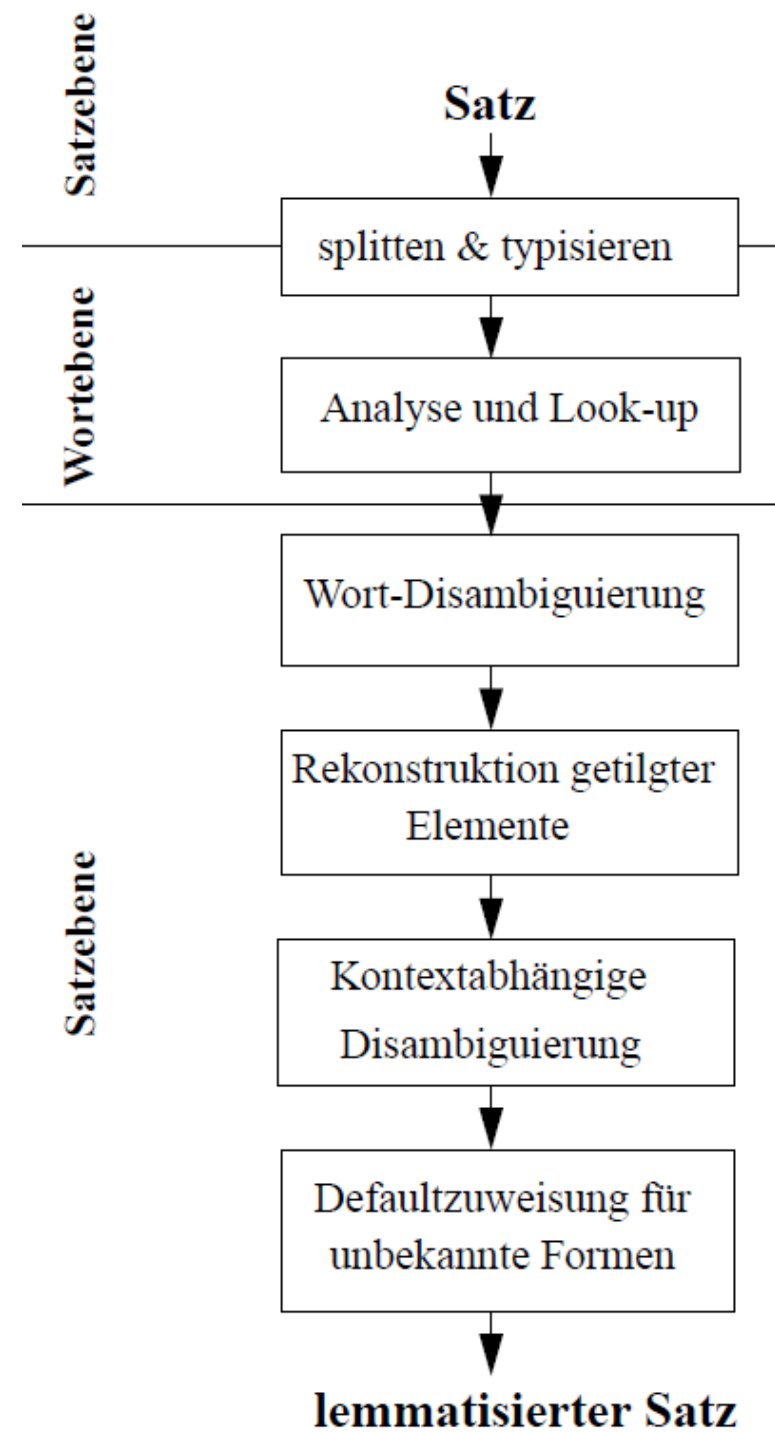 Satzebene
Satz
splitten & typisieren
Wortebene
Analyse und Look-up
Wort-Disambiguierung
Rekonstruktion getilgter
Elemente
Satzebene
Kontextabhängige
Disambiguierung
Defaultzuweisung für
unbekannte Formen
lemmatisierter Satz